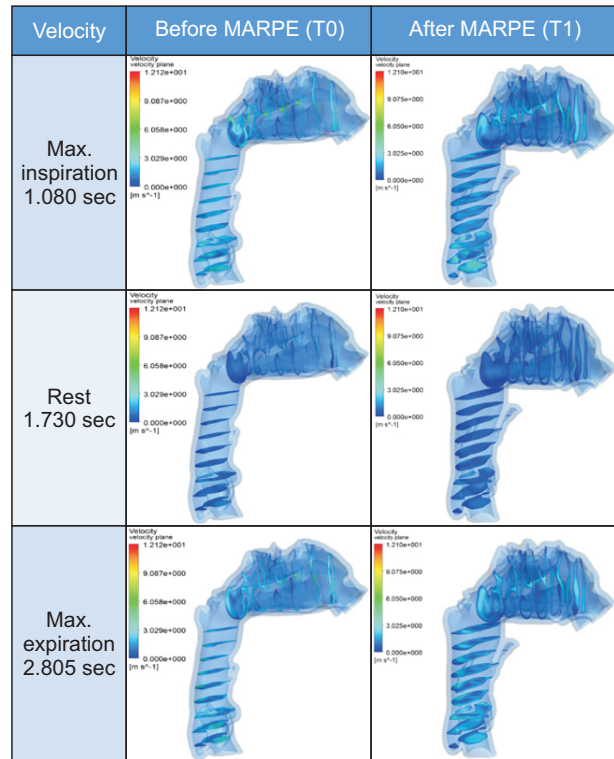 Velocity
Before MARPE (T0)
After MARPE (T1)
Max.
inspiration
1.080 sec
Velocity
velocity plane
1.212e+001
9.087e+000
6.058e+000
3.029e+000
0.000e+000
[m s^-1]
Velocity
velocity plane
1.210e+001
9.075e+000
6.050e+000
3.025e+000
0.000e+000
[m s^-1]
Rest
1.730 sec
Velocity
velocity plane
1.212e+001
9.087e+000
6.058e+000
3.029e+000
0.000e+000
[m s^-1]
Velocity
velocity plane
1.210e+001
9.075e+000
6.050e+000
3.025e+000
0.000e+000
[m s^-1]
Max.
expiration
2.805 sec
Velocity
velocity plane
1.212e+001
9.087e+000
6.058e+000
3.029e+000
0.000e+000
[m s^-1]
Velocity
velocity plane
1.210e+001
9.075e+000
6.050e+000
3.025e+000
0.000e+000
[m s^-1]